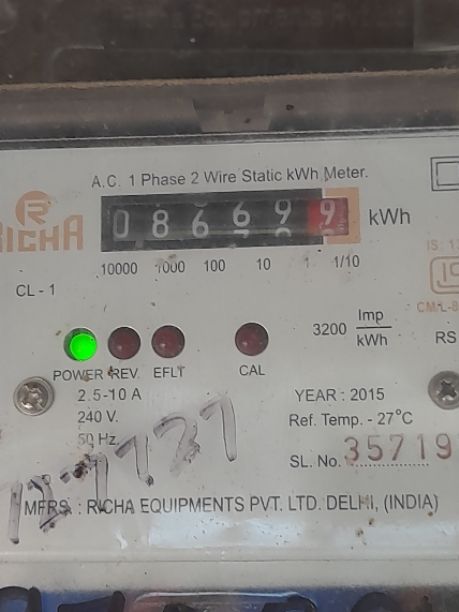 A.C. 1 Phase 2 Wire Static kWh Meter.
RICHA
086699 kWh
10000 1000 100 10 1 1/10
CL - 1
3200 Imp/kWh
POWER REV. EFLT CAL
RS
2.5-10 A
240 V.
50 Hz.
YEAR : 2015
Ref. Temp. - 27°C
SL. No. 35719
MFRS : RICHA EQUIPMENTS PVT. LTD. DELHI, (INDIA)